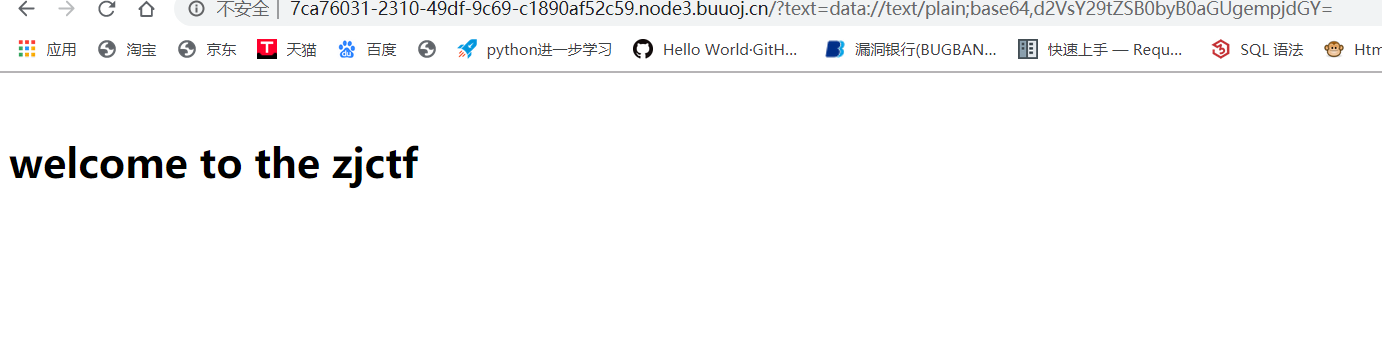 不安全 | 7ca76031-2310-49df-9c69-c1890af52c59.node3.buuoj.cn/?text=data://text/plain;base64,d2VsY29tZSB0byB0aGUgempjdGY=
应用 淘宝 京东 天猫 百度 python进一步学习 Hello World·GitH... 漏洞银行(BUGBAN... 快速上手 — Requ... SQL 语法 Htm
welcome to the zjctf